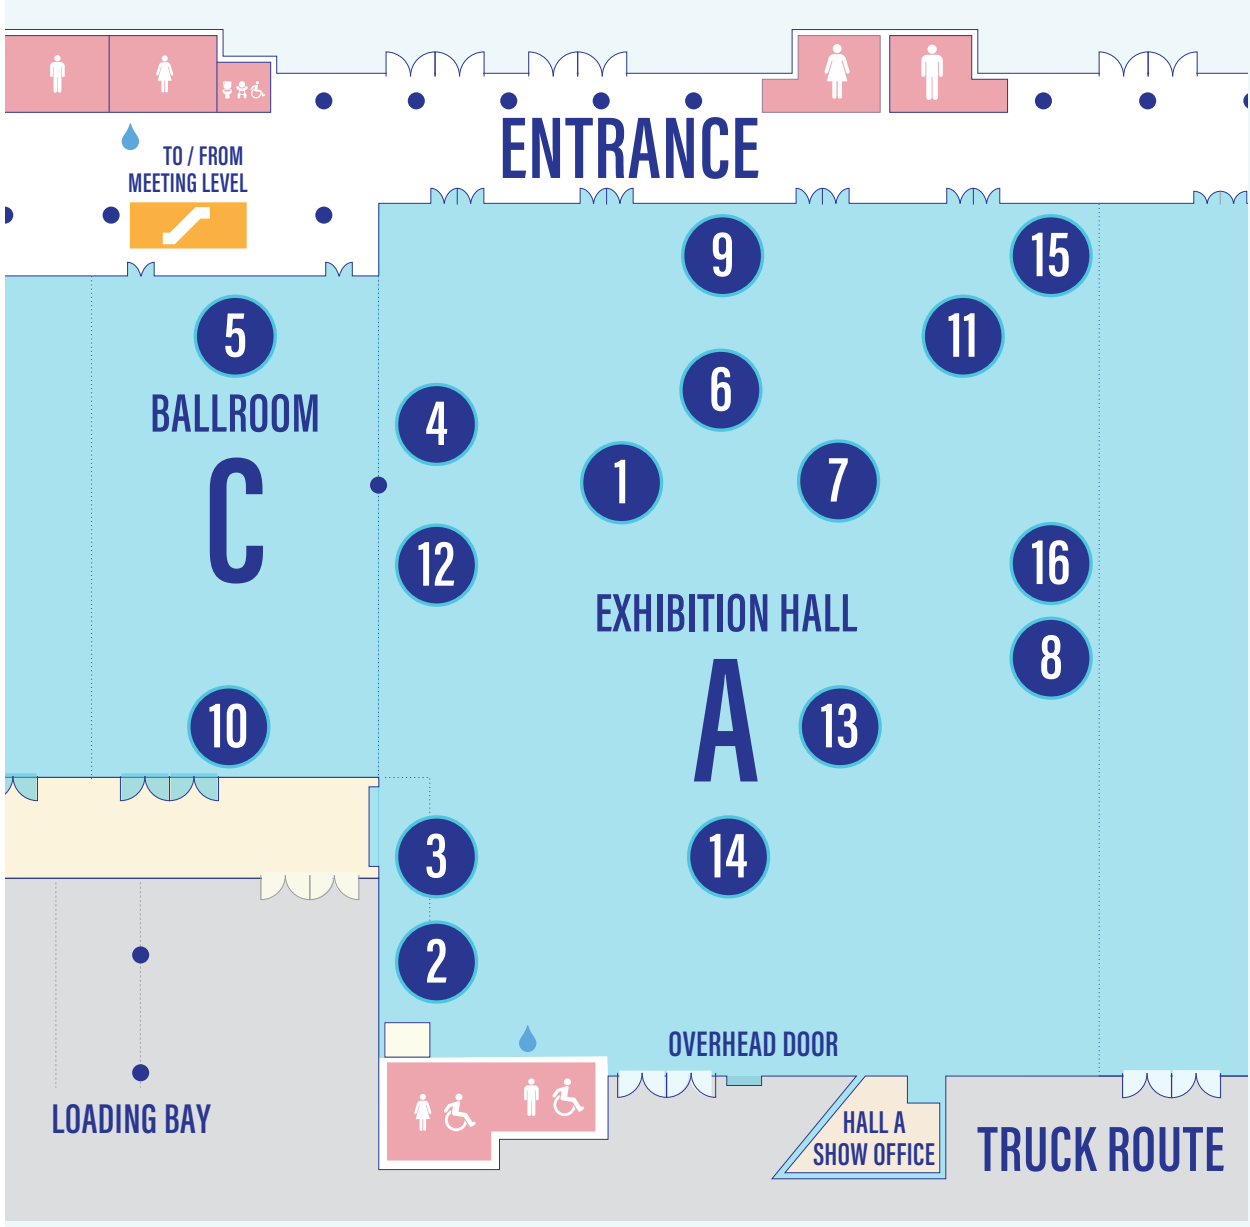 ENTRANCE
TO / FROM
MEETING LEVEL
9
15
5
11
6
BALLROOM
C
4
1
7
12
16
EXHIBITION HALL
A
8
10
13
3
14
2
OVERHEAD DOOR
LOADING BAY
HALL A
SHOW OFFICE
TRUCK ROUTE